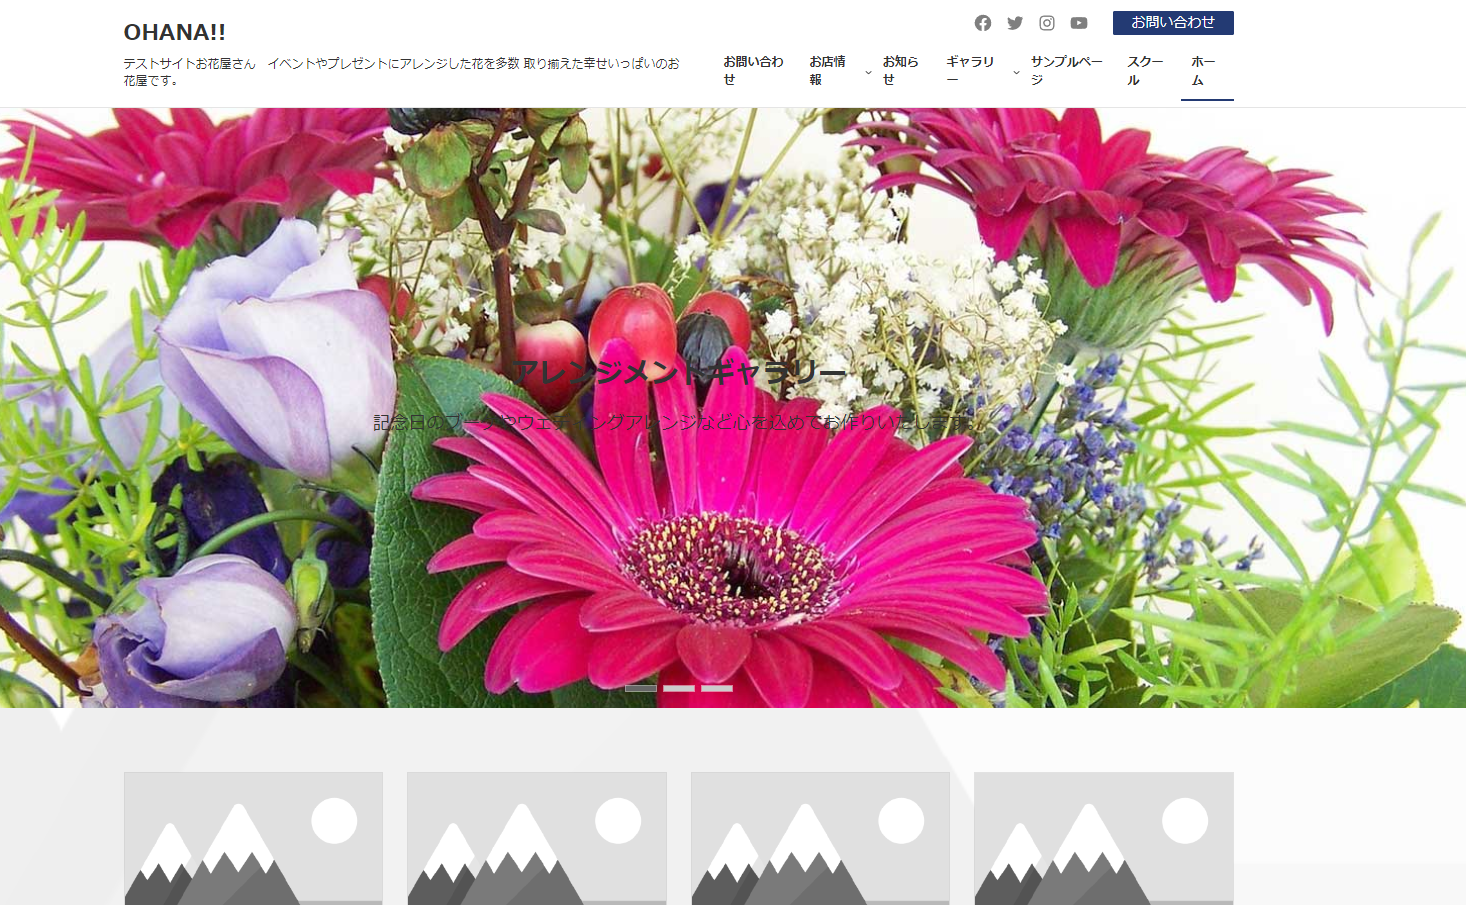 OHANA!!
お問い合わせ
テストサイトお花屋さん　イベントやプレゼントにアレンジした花を多数 取り揃えた幸せいっぱいのお
花屋です。
お問い合わ
せ
お店情
報
お知ら
せ
ギャラリ
ー
サンプルペー
ジ
スクー
ル
ホー
ム
アレンジメントギャラリー
記念日のブーケやウェディングアレンジなど心を込めてお作りいたします。